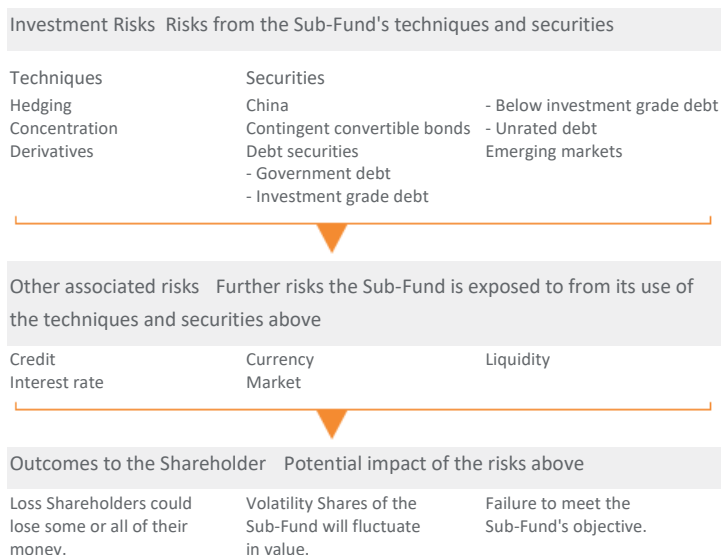 Investment Risks Risks from the Sub-Fund's techniques and securities
Techniques
Hedging
Concentration
Derivatives
Securities
China
Contingent convertible bonds
Debt securities
- Government debt
- Investment grade debt
- Below investment grade debt
- Unrated debt
Emerging markets
Other associated risks Further risks the Sub-Fund is exposed to from its use of
the techniques and securities above
Credit
Interest rate
Currency
Market
Liquidity
Outcomes to the Shareholder Potential impact of the risks above
Loss Shareholders could
lose some or all of their
money.
Volatility Shares of the
Sub-Fund will fluctuate
in value.
Failure to meet the
Sub-Fund's objective.